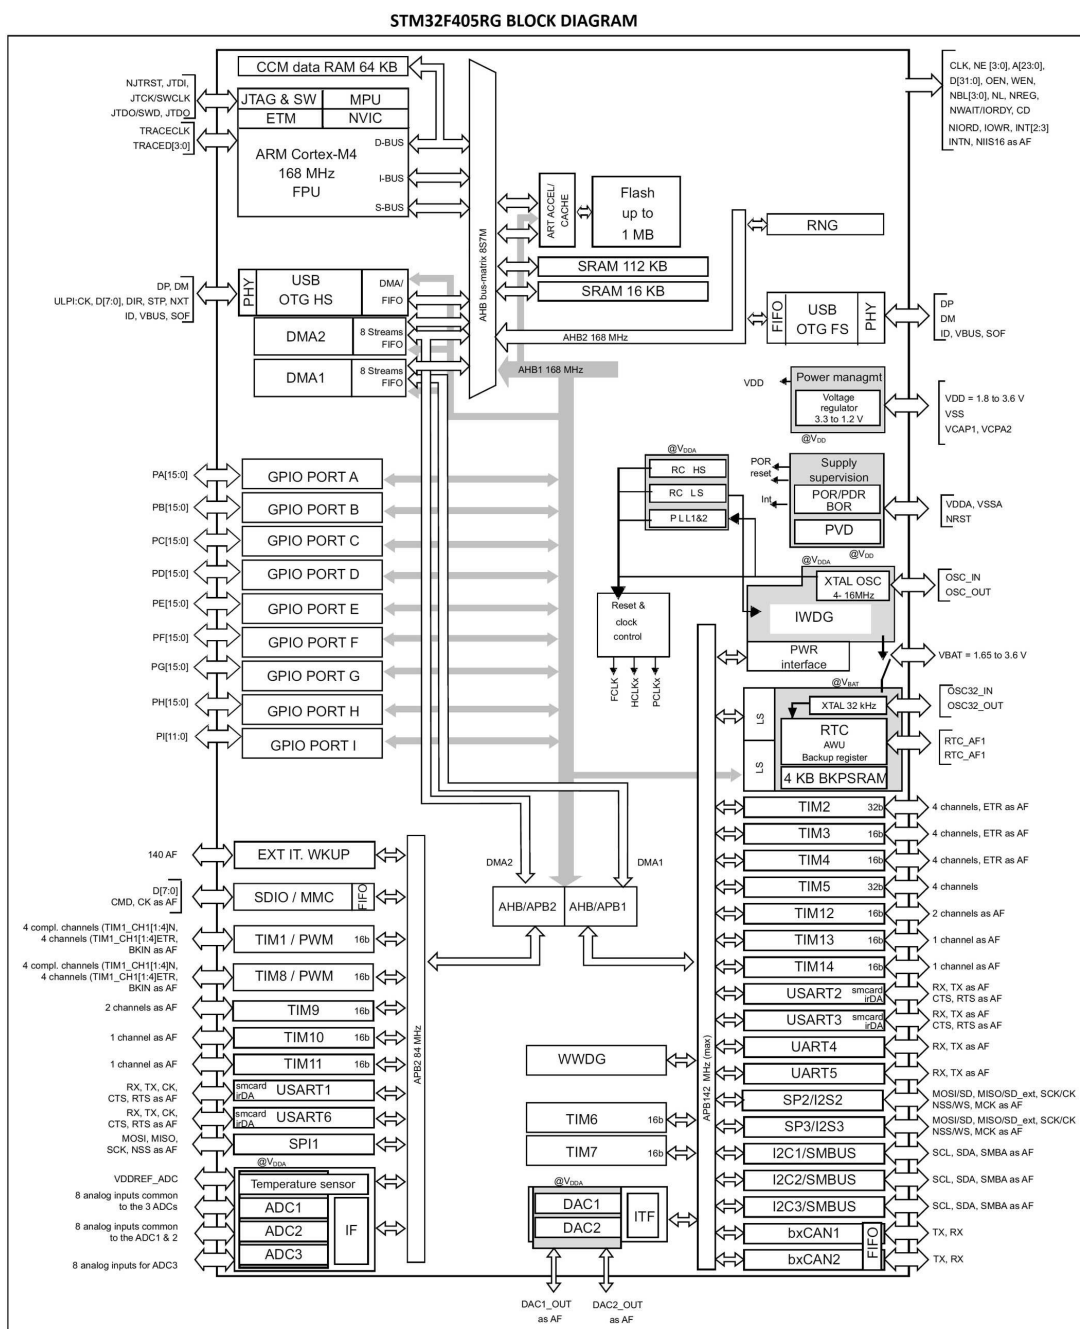 STM32F405RG BLOCK DIAGRAM
CCM data RAM 64 KB
NJTRST, JTDI,
JTCK/SWCLK
JTDO/SWD, JTDO
TRACECLK
TRACED[3:0]
JTAG & SW
MPU
ETM
NVIC
ARM Cortex-M4
168 MHz
FPU
D-BUS
I-BUS
S-BUS
AHB bus-matrix 8S7M
ART ACCEL/
CACHE
Flash
up to
1 MB
SRAM 112 KB
SRAM 16 KB
CLK, NE [3:0], A[23:0],
D[31:0], OEN, WEN,
NBL[3:0], NL, NREG,
NWAIT/IORDY, CD
NIORD, IOWR, INT[2:3]
INTN, NIIS16 as AF
RNG
DP, DM
ULPI:CK, D[7:0], DIR, STP, NXT
ID, VBUS, SOF
PHY
USB
OTG HS
DMA/
FIFO
DMA2
8 Streams
FIFO
DMA1
8 Streams
FIFO
AHB2 168 MHz
AHB1 168 MHz
FIFO
USB
OTG FS
PHY
DP
DM
ID, VBUS, SOF
VDD
Power managmt
Voltage
regulator
3.3 to 1.2 V
@VDD
VDD = 1.8 to 3.6 V
VSS
VCAP1, VCPA2
@VDDA
RC HS
RC LS
P L L1&2
POR
reset
Int
Supply
supervision
POR/PDR
BOR
PVD
@VDD
VDDA, VSSA
NRST
@VDDA
XTAL OSC
4- 16MHz
OSC_IN
OSC_OUT
IWDG
PWR
interface
VBAT = 1.65 to 3.6 V
Reset &
clock
control
FCLK
HCLKx
PCLKx
@VBAT
LS
LS
XTAL 32 kHz
RTC
AWU
Backup register
4 KB BKPSRAM
OSC32_IN
OSC32_OUT
RTC_AF1
RTC_AF1
PA[15:0]
GPIO PORT A
PB[15:0]
GPIO PORT B
PC[15:0]
GPIO PORT C
PD[15:0]
GPIO PORT D
PE[15:0]
GPIO PORT E
PF[15:0]
GPIO PORT F
PG[15:0]
GPIO PORT G
PH[15:0]
GPIO PORT H
PI[11:0]
GPIO PORT I
DMA2
DMA1
AHB/APB2
AHB/APB1
140 AF
EXT IT. WKUP
D[7:0]
CMD, CK as AF
SDIO / MMC
FIFO
4 compl. channels (TIM1_CH1[1:4]N,
4 channels (TIM1_CH1[1:4]ETR,
BKIN as AF
TIM1 / PWM 16b
4 compl. channels (TIM1_CH1[1:4]N,
4 channels (TIM1_CH1[1:4]ETR,
BKIN as AF
TIM8 / PWM 16b
2 channels as AF
TIM9 16b
1 channel as AF
TIM10 16b
1 channel as AF
TIM11 16b
RX, TX, CK,
CTS, RTS as AF
smcard
irDA
USART1
RX, TX, CK,
CTS, RTS as AF
smcard
irDA
USART6
MOSI, MISO,
SCK, NSS as AF
SPI1
@VDDA
VDDREF_ADC
Temperature sensor
8 analog inputs common
to the 3 ADCs
ADC1
8 analog inputs common
to the ADC1 & 2
ADC2
8 analog inputs for ADC3
ADC3
IF
APB2 84 MHz
WWDG
TIM6 16b
TIM7 16b
@VDDA
DAC1
DAC2
ITF
DAC1_OUT
as AF
DAC2_OUT
as AF
APB142 MHz (max)
TIM2 32b
4 channels, ETR as AF
TIM3 16b
4 channels, ETR as AF
TIM4 16b
4 channels, ETR as AF
TIM5 32b
4 channels
TIM12 16b
2 channels as AF
TIM13 16b
1 channel as AF
TIM14 16b
1 channel as AF
USART2
smcard
irDA
RX, TX as AF
CTS, RTS as AF
USART3
smcard
irDA
RX, TX as AF
CTS, RTS as AF
UART4
RX, TX as AF
UART5
RX, TX as AF
SP2/I2S2
MOSI/SD, MISO/SD_ext, SCK/CK
NSS/WS, MCK as AF
SP3/I2S3
MOSI/SD, MISO/SD_ext, SCK/CK
NSS/WS, MCK as AF
I2C1/SMBUS
SCL, SDA, SMBA as AF
I2C2/SMBUS
SCL, SDA, SMBA as AF
I2C3/SMBUS
SCL, SDA, SMBA as AF
bxCAN1
TX, RX
bxCAN2
TX, RX
FIFO